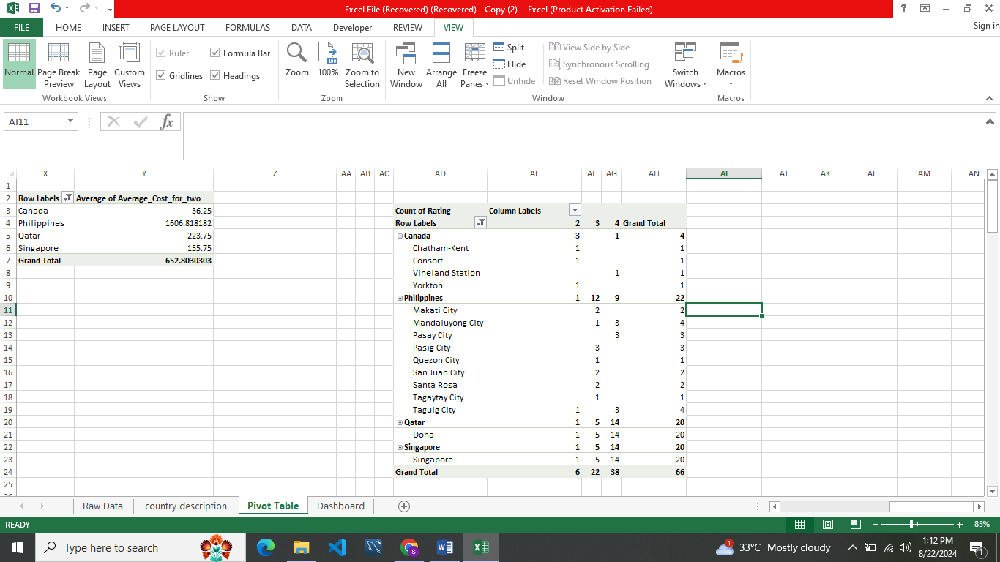 Excel File (Recovered) (Recovered) - Copy (2) - Excel (Product Activation Failed)
FILE HOME INSERT PAGE LAYOUT FORMULAS DATA Developer REVIEW VIEW Sign in
Normal Page Break Preview Page Layout Custom Views
Workbook Views
Ruler Formula Bar
Gridlines Headings
Show
Zoom 100% Zoom to Selection
Zoom
New Window Arrange All Freeze Panes
Split
Hide
Unhide
View Side by Side
Synchronous Scrolling
Reset Window Position
Switch Windows
Window
Macros
Macros
AI11 fx
X Y Z AA AB AC AD AE AF AG AH AI AJ AK AL AM AN
1
2 Row Labels Average of Average_Cost_for_two
3 Canada 36.25 Count of Rating Column Labels
4 Philippines 1606.818182 Row Labels 2 3 4 Grand Total
5 Qatar 223.75 Canada 3 1 4
6 Singapore 155.75 Chatham-Kent 1 1
7 Grand Total 652.8030303 Consort 1 1
8 Vineland Station 1 1
9 Yorkton 1 1
10 Philippines 1 12 9 22
11 Makati City 2 2
12 Mandaluyong City 1 3 4
13 Pasay City 3 3
14 Pasig City 3 3
15 Quezon City 1 1
16 San Juan City 2 2
17 Santa Rosa 2 2
18 Tagaytay City 1 1
19 Taguig City 1 3 4
20 Qatar 1 5 14 20
21 Doha 1 5 14 20
22 Singapore 1 5 14 20
23 Singapore 1 5 14 20
24 Grand Total 6 22 38 66
25
Raw Data country description Pivot Table Dashboard
READY 85%
Type here to search 33°C Mostly cloudy 1:12 PM
8/22/2024